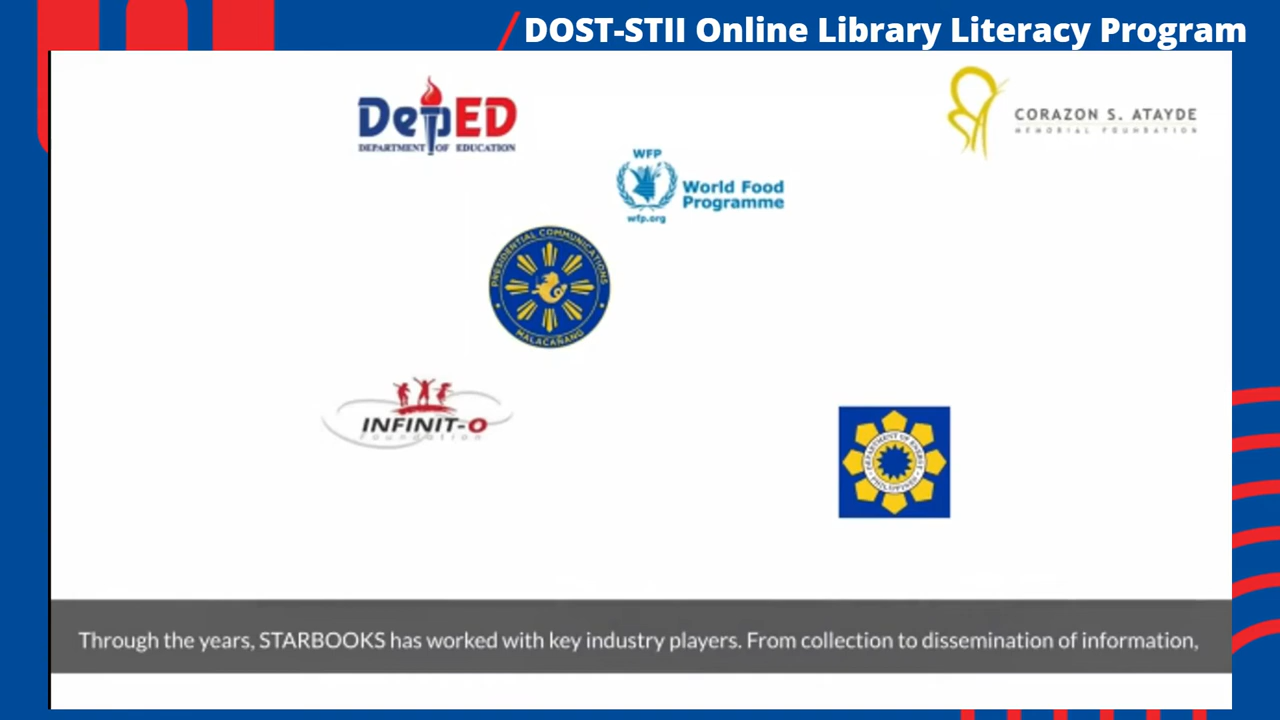 DOST-STII Online Library Literacy Program
DepED
DEPARTMENT OF EDUCATION
CORAZON S. ATAYDE
MEMORIAL FOUNDATION
WFP
World Food
Programme
wfp.org
PRESIDENTIAL COMMUNICATIONS
MALACAÑANG
INFINIT-O
Foundation
DEPARTMENT OF ENERGY
PHILIPPINES
Through the years, STARBOOKS has worked with key industry players. From collection to dissemination of information,